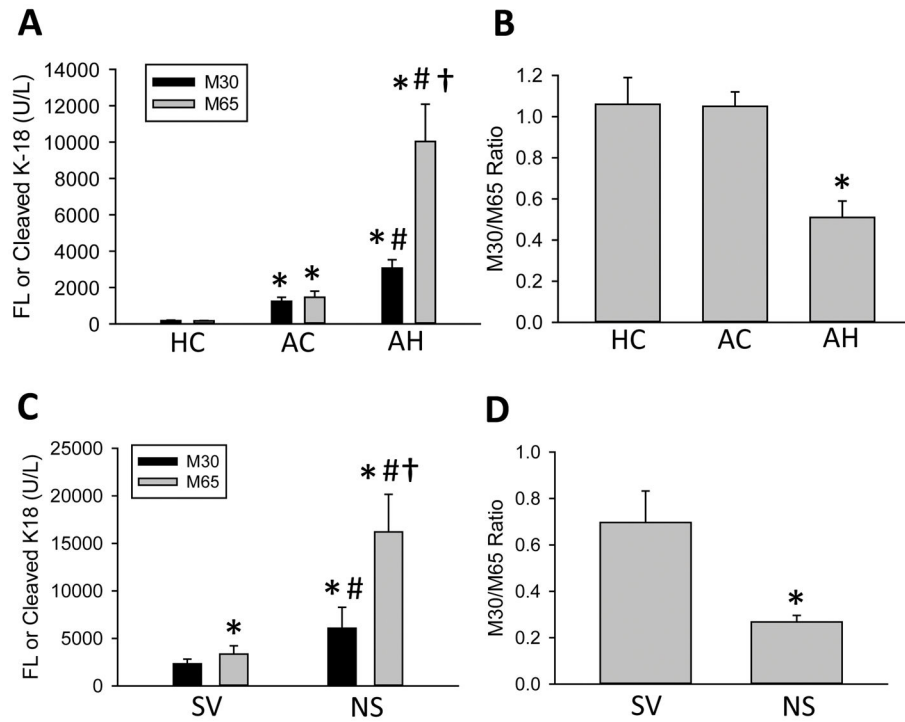 A
FL or Cleaved K-18 (U/L)
14000
12000
10000
8000
6000
4000
2000
0
M30
M65
* *
* #
* # †
HC AC AH
B
M30/M65 Ratio
1.2
1.0
0.8
0.6
0.4
0.2
0.0
*
HC AC AH
C
FL or Cleaved K18 (U/L)
25000
20000
15000
10000
5000
0
M30
M65
*
* #
* # †
SV NS
D
M30/M65 Ratio
1.0
0.8
0.6
0.4
0.2
0.0
*
SV NS